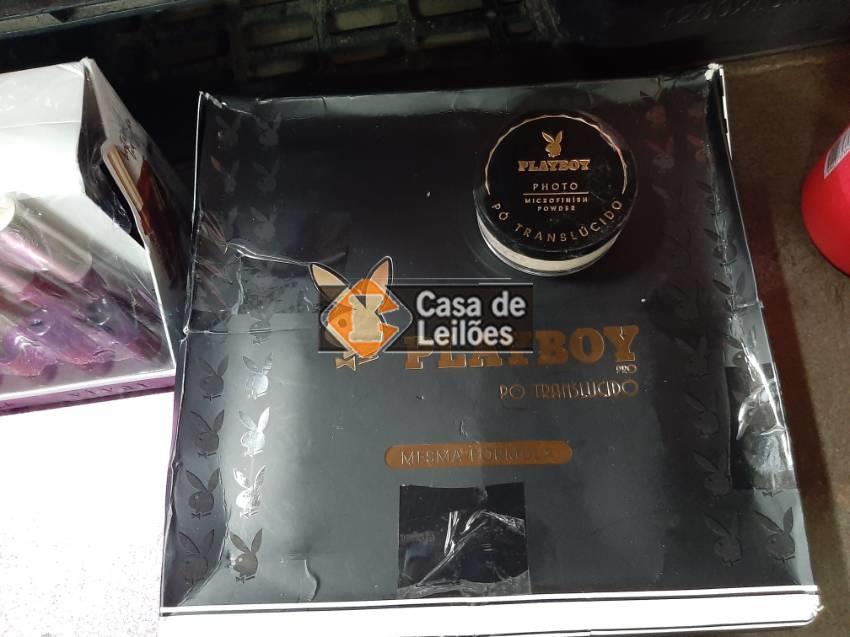 PLAYBOY
PHOTO
MICROFINISH
POWDER
PÓ TRANSLÚCIDO
Casa de
Leilões
PLAYBOY
PRO
PÓ TRANSLÚCIDO
MESMA FÓRMULA